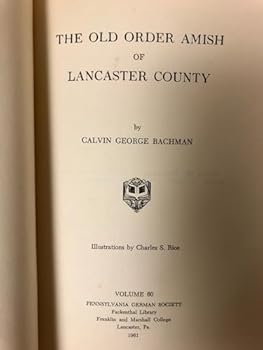 THE OLD ORDER AMISH
OF
LANCASTER COUNTY
by
CALVIN GEORGE BACHMAN
Illustrations by Charles S. Rice
VOLUME 60
PENNSYLVANIA GERMAN SOCIETY
Fackenthal Library
Franklin and Marshall College
Lancaster, Pa.
1961